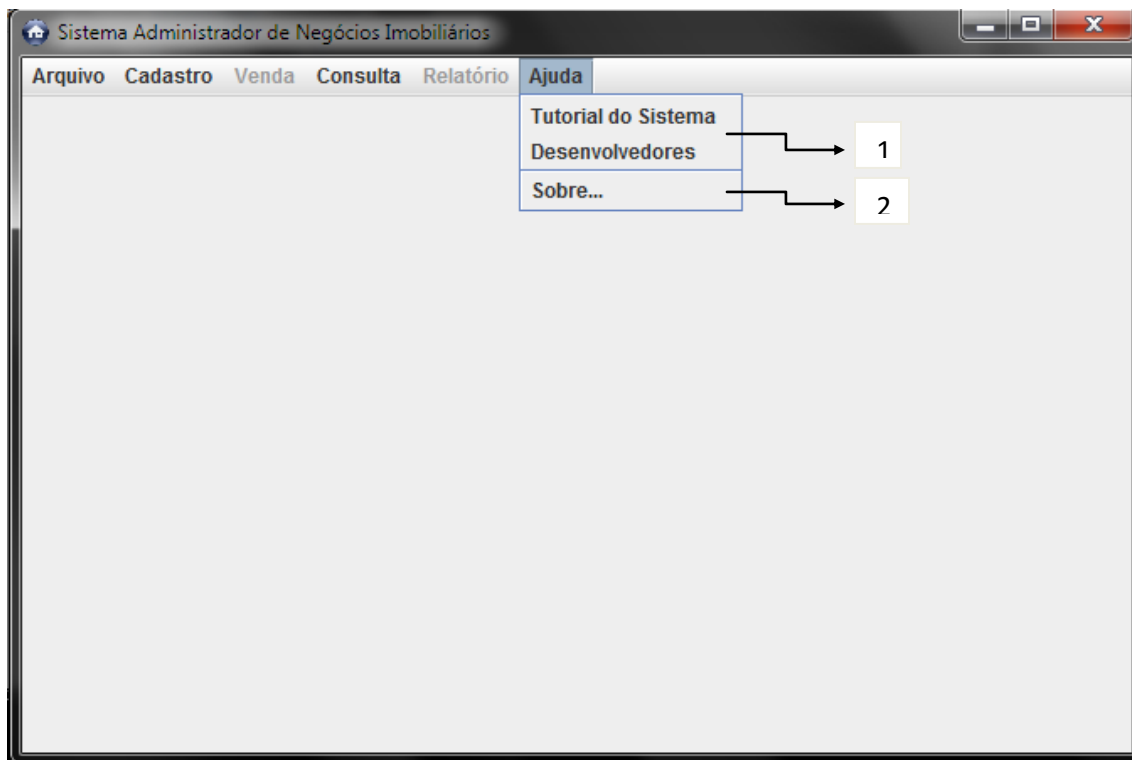 Sistema Administrador de Negócios Imobiliários
Arquivo Cadastro Venda Consulta Relatório Ajuda
Tutorial do Sistema
Desenvolvedores
1
Sobre...
2